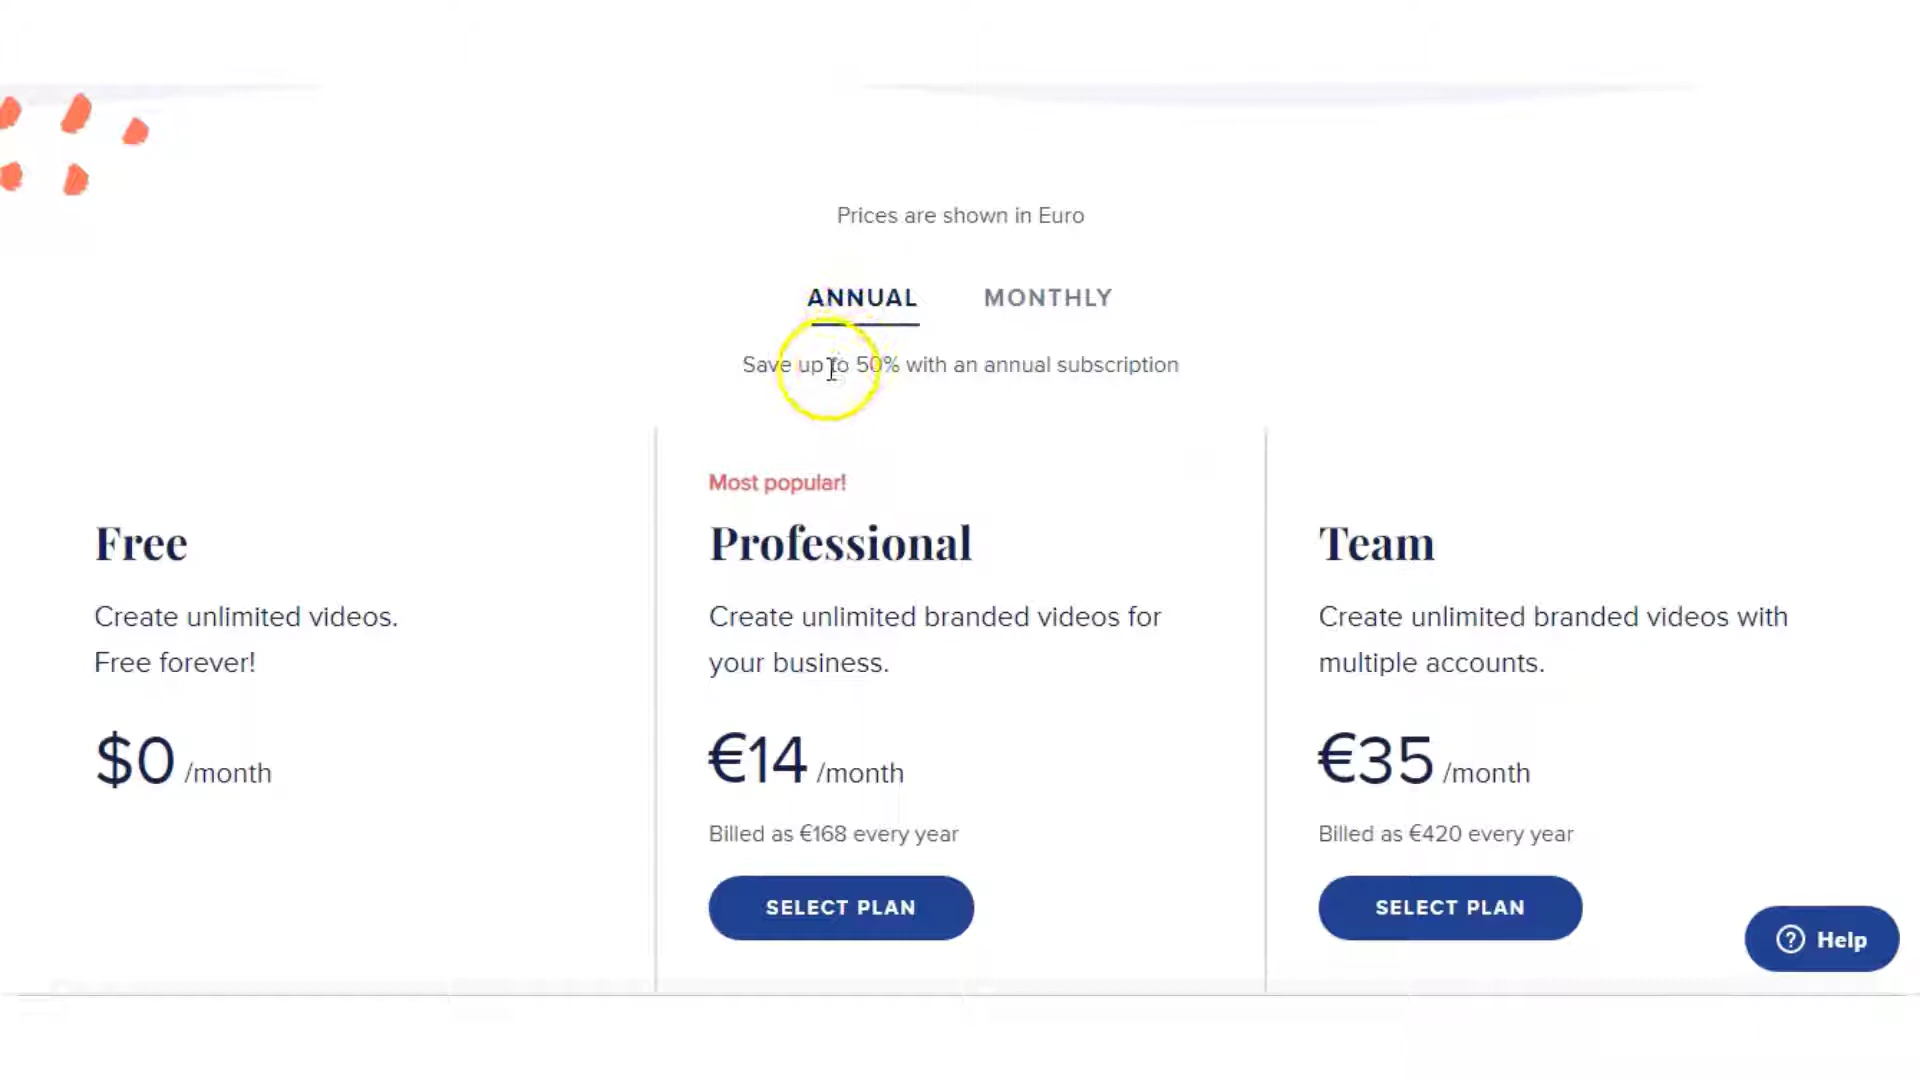 Prices are shown in Euro
ANNUAL MONTHLY
Save up to 50% with an annual subscription
Free
Create unlimited videos.
Free forever!
$0 /month
Most popular!
Professional
Create unlimited branded videos for
your business.
€14 /month
Billed as €168 every year
SELECT PLAN
Team
Create unlimited branded videos with
multiple accounts.
€35 /month
Billed as €420 every year
SELECT PLAN
Help